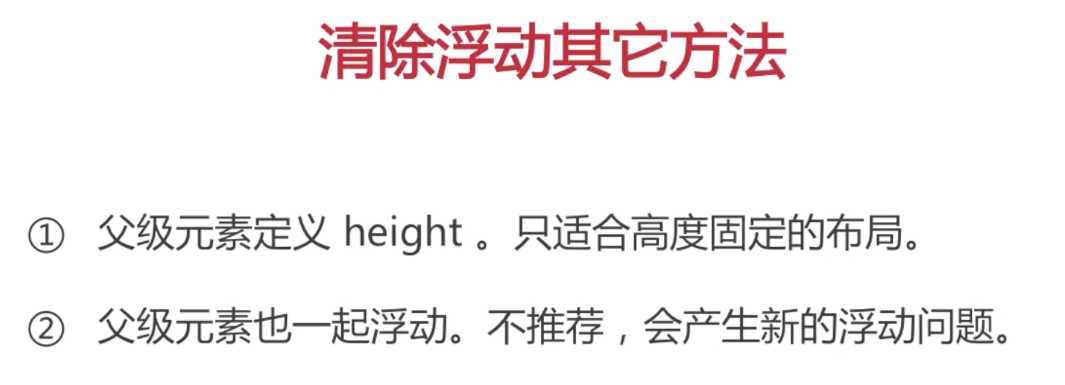 清除浮动其它方法
① 父级元素定义 height 。只适合高度固定的布局。
② 父级元素也一起浮动。不推荐，会产生新的浮动问题。